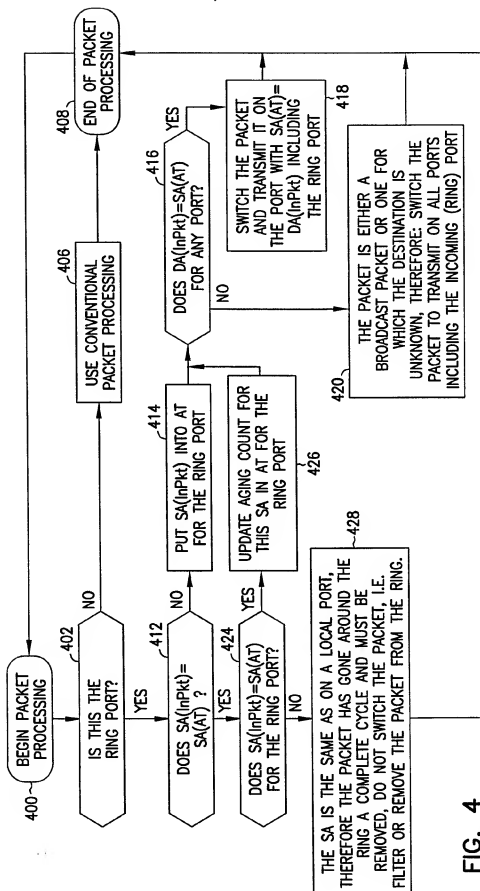 BEGIN PACKET
PROCESSING
400
402
IS THIS THE
RING PORT?
NO
YES
USE CONVENTIONAL
PACKET PROCESSING
406
408
END OF PACKET
PROCESSING
412
DOES SA(InPkt)=
SA(AT) ?
NO
YES
414
PUT SA(InPkt) INTO AT
FOR THE RING PORT
416
DOES DA(InPkt)=SA(AT)
FOR ANY PORT?
YES
NO
SWITCH THE PACKET
AND TRANSMIT IT ON
THE PORT WITH SA(AT)=
DA(InPkt) INCLUDING
THE RING PORT
418
424
DOES SA(InPkt)=SA(AT)
FOR THE RING PORT?
YES
NO
UPDATE AGING COUNT FOR
THIS SA IN AT FOR THE
RING PORT
426
420
THE PACKET IS EITHER A
BROADCAST PACKET OR ONE FOR
WHICH THE DESTINATION IS
UNKNOWN, THEREFORE: SWITCH THE
PACKET TO TRANSMIT ON ALL PORTS
INCLUDING THE INCOMING (RING) PORT
428
THE SA IS THE SAME AS ON A LOCAL PORT,
THEREFORE THE PACKET HAS GONE AROUND THE
RING A COMPLETE CYCLE AND MUST BE
REMOVED, DO NOT SWITCH THE PACKET, I.E.
FILTER OR REMOVE THE PACKET FROM THE RING.
FIG. 4